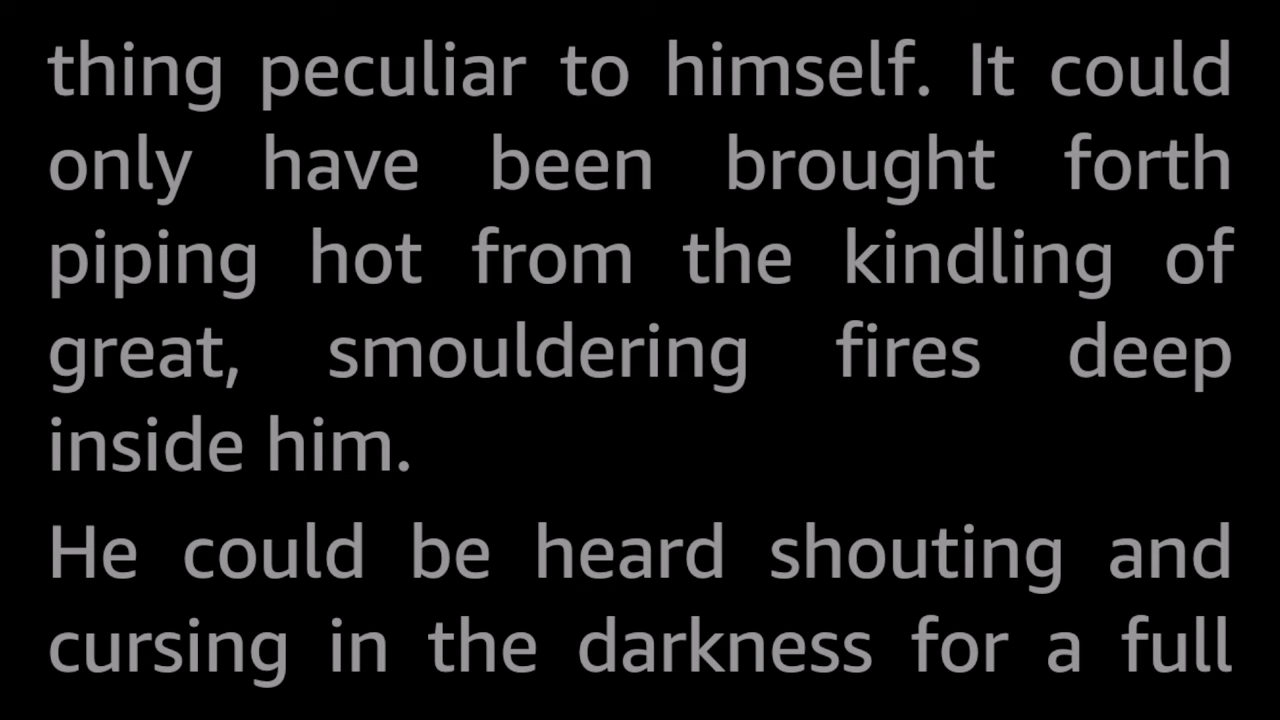 thing peculiar to himself. It could
only have been brought forth
piping hot from the kindling of
great, smouldering fires deep
inside him.
He could be heard shouting and
cursing in the darkness for a full